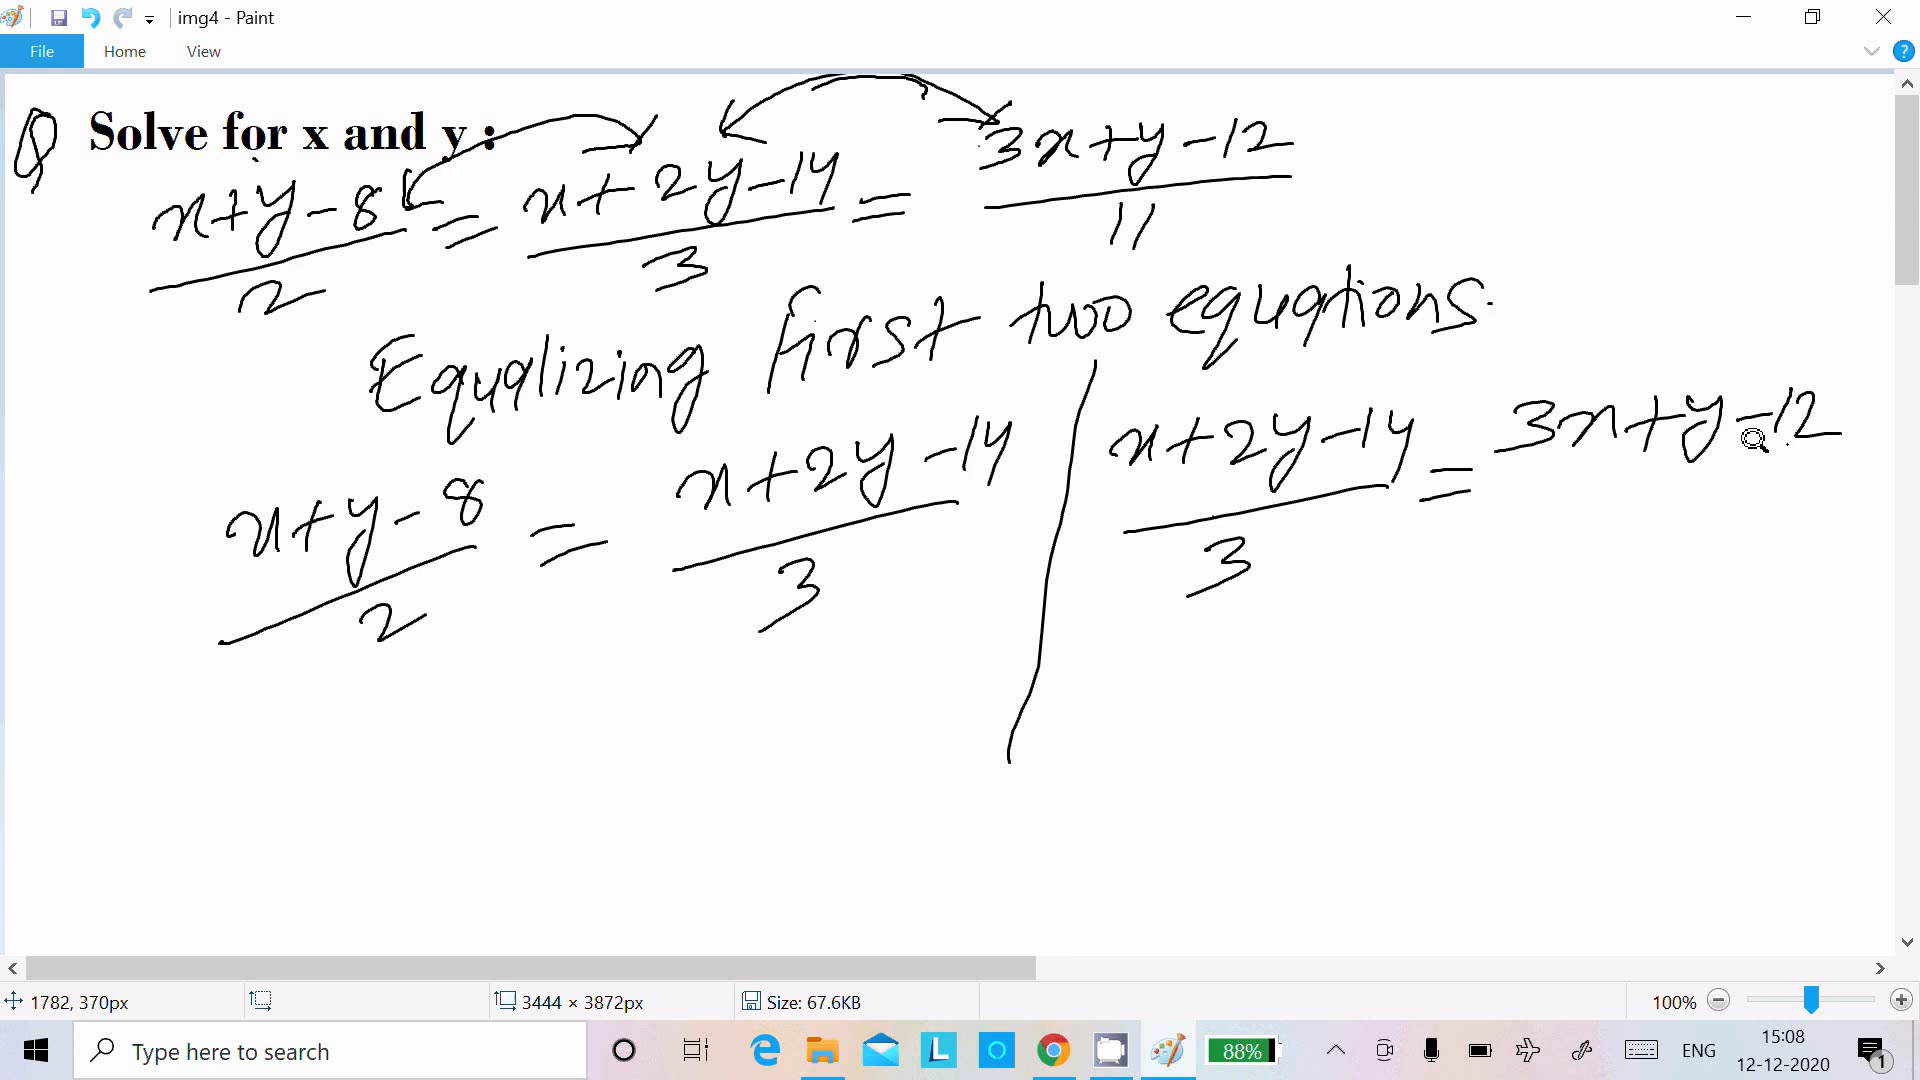 img4 - Paint
File Home View
Q Solve for x and y :
x+y-8/2 = x+2y-14/3 = 3x+y-12/11
Equalizing first two equations.
x+y-8/2 = x+2y-14/3
x+2y-14/3 = 3x+y-12
1782, 370px
3444 × 3872px
Size: 67.6KB
100%
Type here to search
88%
ENG
15:08
12-12-2020
1